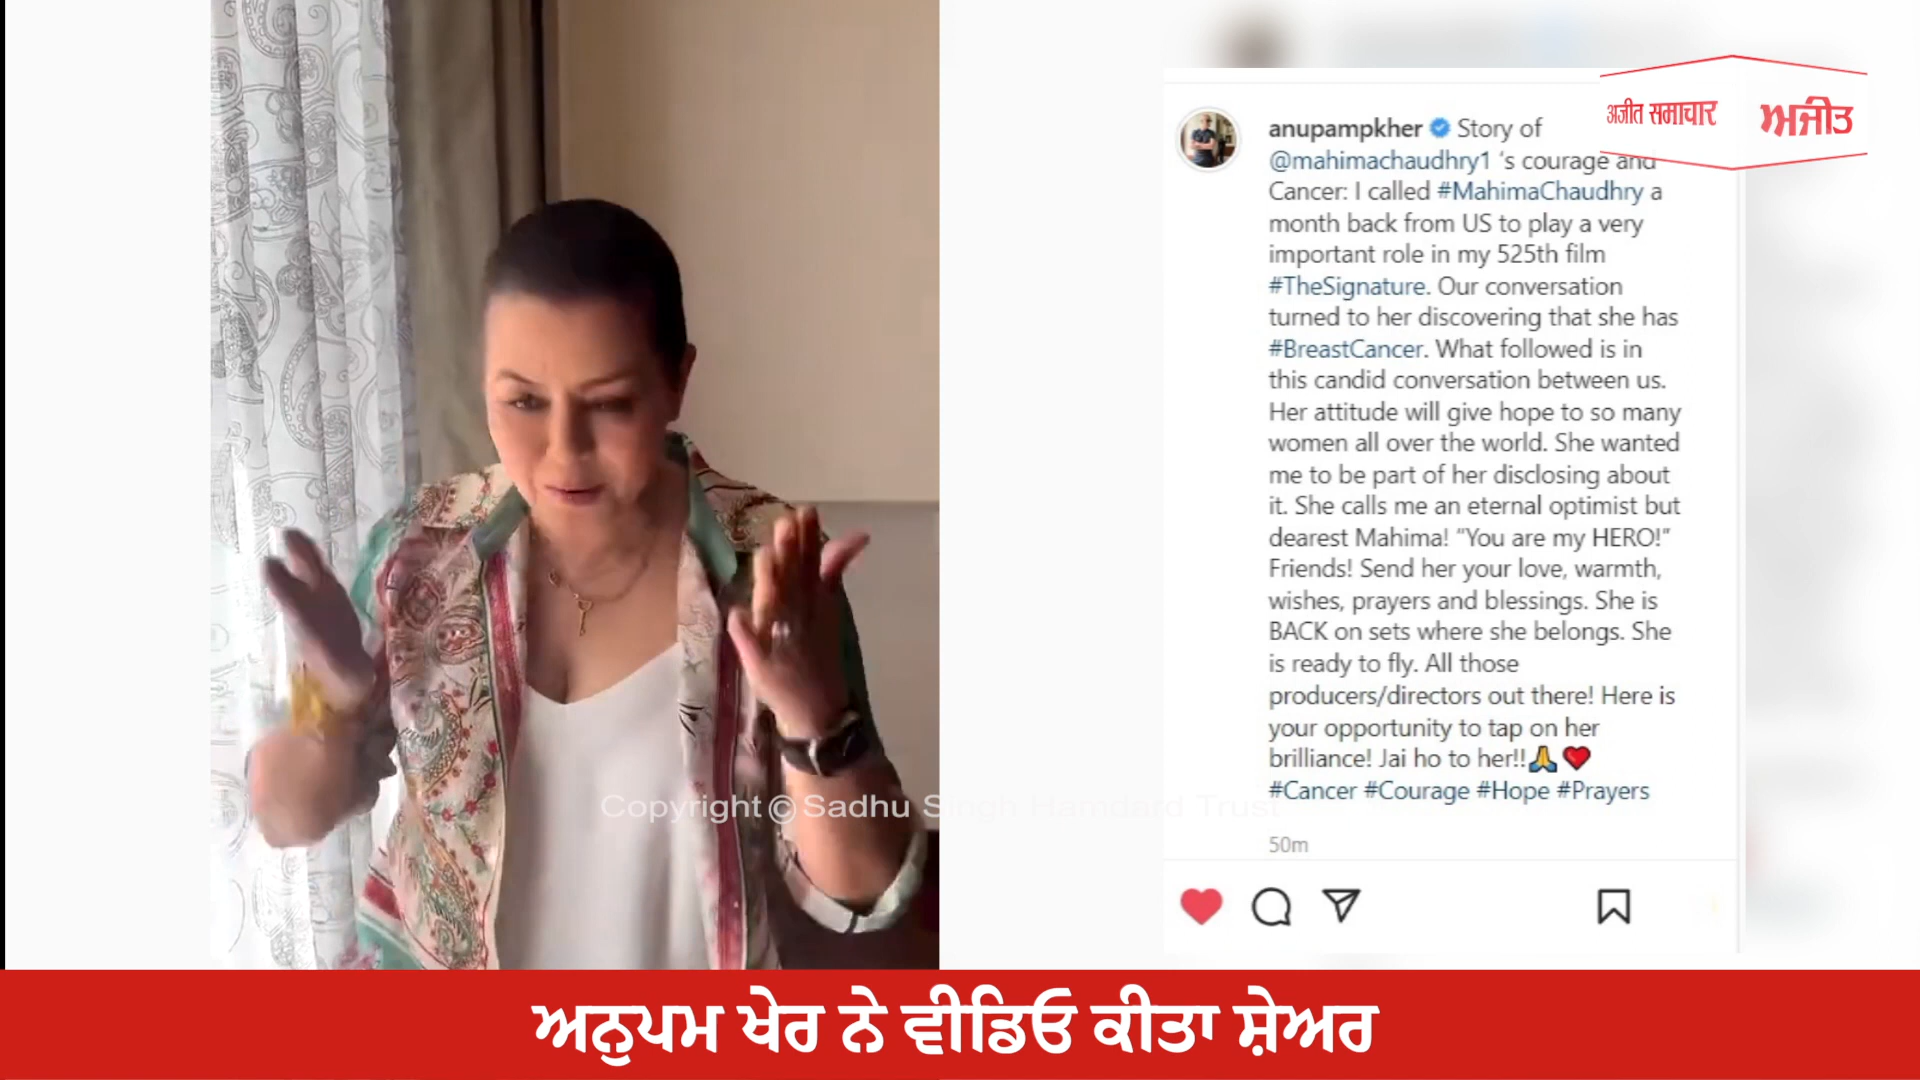 अजीत समाचार ਅਜੀਤ
anupampkher Story of
@mahimachaudhry1 's courage and
Cancer: I called #MahimaChaudhry a
month back from US to play a very
important role in my 525th film
#TheSignature. Our conversation
turned to her discovering that she has
#BreastCancer. What followed is in
this candid conversation between us.
Her attitude will give hope to so many
women all over the world. She wanted
me to be part of her disclosing about
it. She calls me an eternal optimist but
dearest Mahima! “You are my HERO!”
Friends! Send her your love, warmth,
wishes, prayers and blessings. She is
BACK on sets where she belongs. She
is ready to fly. All those
producers/directors out there! Here is
your opportunity to tap on her
brilliance! Jai ho to her!!🙏❤️
#Cancer #Courage #Hope #Prayers
50m
Copyright © Sadhu Singh Hamdard Trust
ਅਨੁਪਮ ਖੇਰ ਨੇ ਵੀਡਿਓ ਕੀਤਾ ਸ਼ੇਅਰ